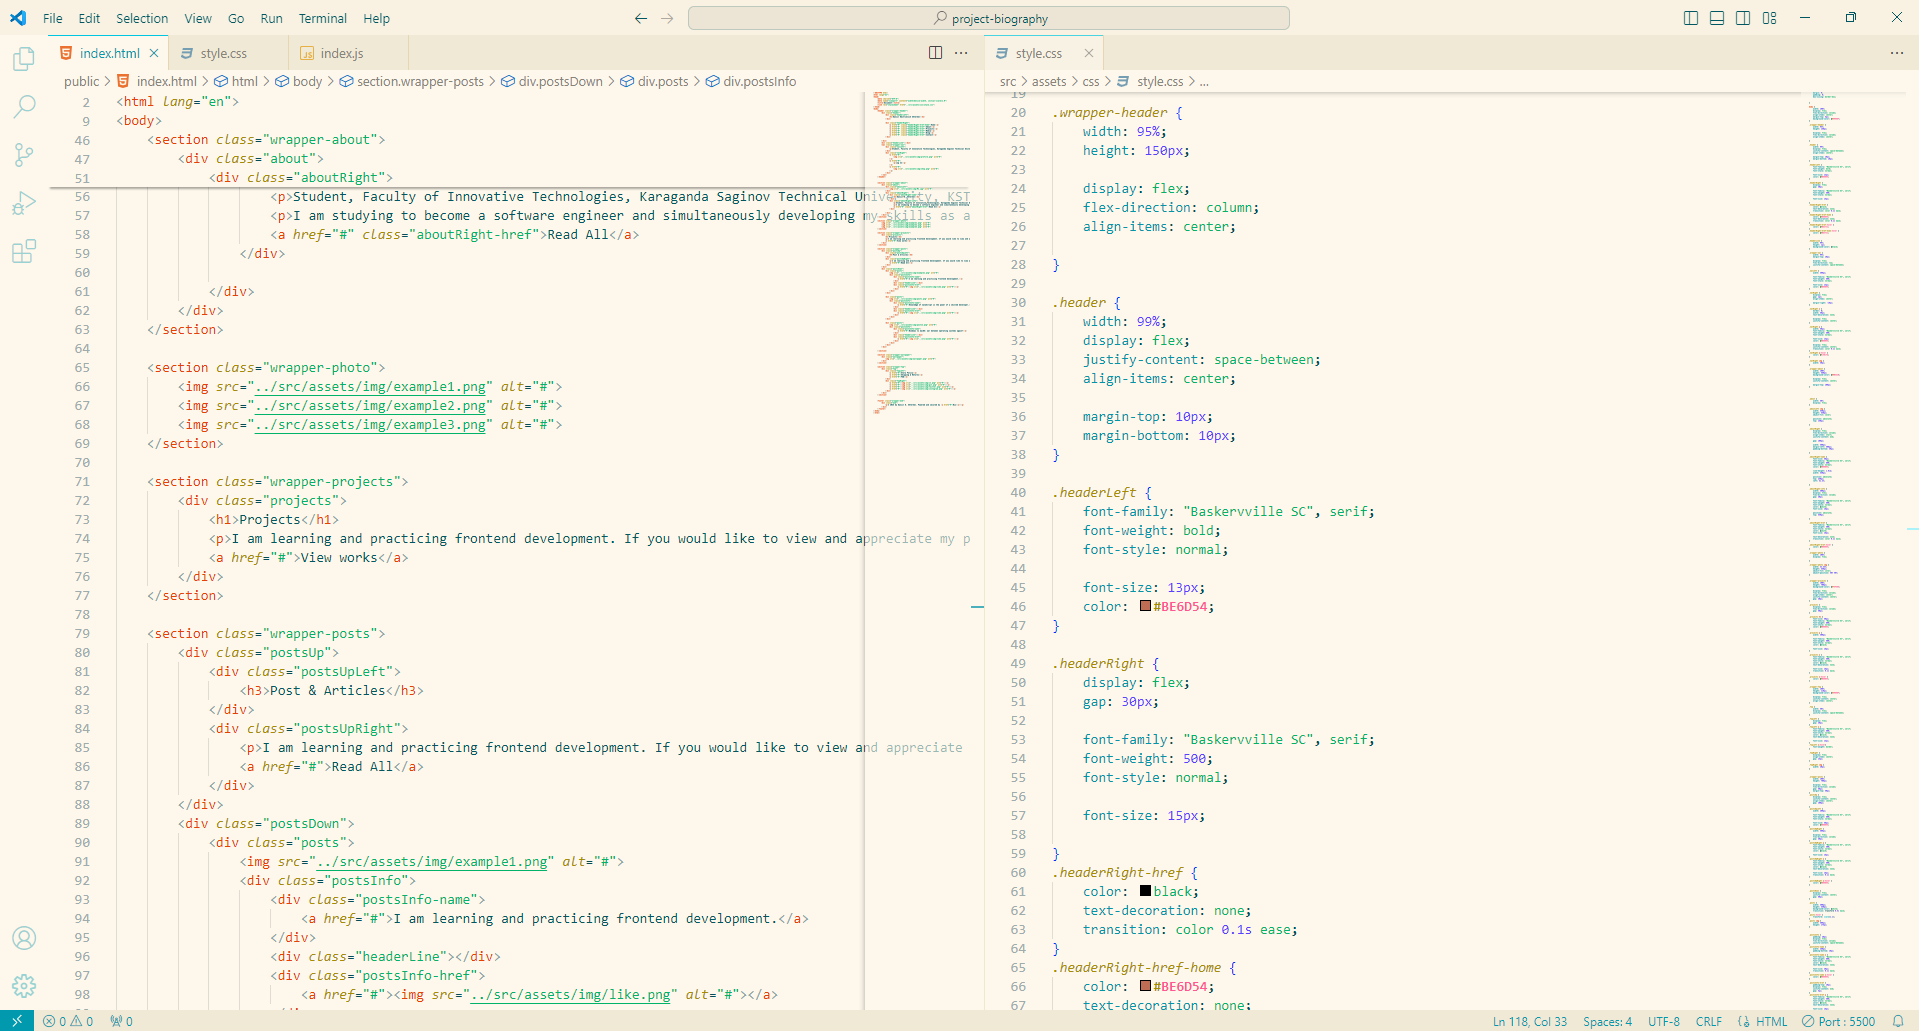 File Edit Selection View Go Run Terminal Help
project-biography
index.html
style.css
index.js
public > index.html > html > body > section.wrapper-posts > div.postsDown > div.posts > div.postsInfo
2 <html lang="en">
9 <body>
46 <section class="wrapper-about">
47 <div class="about">
51 <div class="aboutRight">
56 <p>Student, Faculty of Innovative Technologies, Karaganda Saginov Technical University, KST
57 <p>I am studying to become a software engineer and simultaneously developing my skills as a
58 <a href="#" class="aboutRight-href">Read All</a>
59 </div>
60
61 </div>
62 </div>
63 </section>
64
65 <section class="wrapper-photo">
66 <img src="../src/assets/img/example1.png" alt="#">
67 <img src="../src/assets/img/example2.png" alt="#">
68 <img src="../src/assets/img/example3.png" alt="#">
69 </section>
70
71 <section class="wrapper-projects">
72 <div class="projects">
73 <h1>Projects</h1>
74 <p>I am learning and practicing frontend development. If you would like to view and appreciate my p
75 <a href="#">View works</a>
76 </div>
77 </section>
78
79 <section class="wrapper-posts">
80 <div class="postsUp">
81 <div class="postsUpLeft">
82 <h3>Post & Articles</h3>
83 </div>
84 <div class="postsUpRight">
85 <p>I am learning and practicing frontend development. If you would like to view and appreciate
86 <a href="#">Read All</a>
87 </div>
88 </div>
89 <div class="postsDown">
90 <div class="posts">
91 <img src="../src/assets/img/example1.png" alt="#">
92 <div class="postsInfo">
93 <div class="postsInfo-name">
94 <a href="#">I am learning and practicing frontend development.</a>
95 </div>
96 <div class="headerLine"></div>
97 <div class="postsInfo-href">
98 <a href="#"><img src="../src/assets/img/like.png" alt="#"></a>
style.css
src > assets > css > style.css > ...
19
20 .wrapper-header {
21 width: 95%;
22 height: 150px;
23
24 display: flex;
25 flex-direction: column;
26 align-items: center;
27
28 }
29
30 .header {
31 width: 99%;
32 display: flex;
33 justify-content: space-between;
34 align-items: center;
35
36 margin-top: 10px;
37 margin-bottom: 10px;
38 }
39
40 .headerLeft {
41 font-family: "Baskervville SC", serif;
42 font-weight: bold;
43 font-style: normal;
44
45 font-size: 13px;
46 color: #BE6D54;
47 }
48
49 .headerRight {
50 display: flex;
51 gap: 30px;
52
53 font-family: "Baskervville SC", serif;
54 font-weight: 500;
55 font-style: normal;
56
57 font-size: 15px;
58
59 }
60 .headerRight-href {
61 color: black;
62 text-decoration: none;
63 transition: color 0.1s ease;
64 }
65 .headerRight-href-home {
66 color: #BE6D54;
67 text-decoration: none;
0 0 0
Ln 118, Col 33 Spaces: 4 UTF-8 CRLF HTML Port : 5500